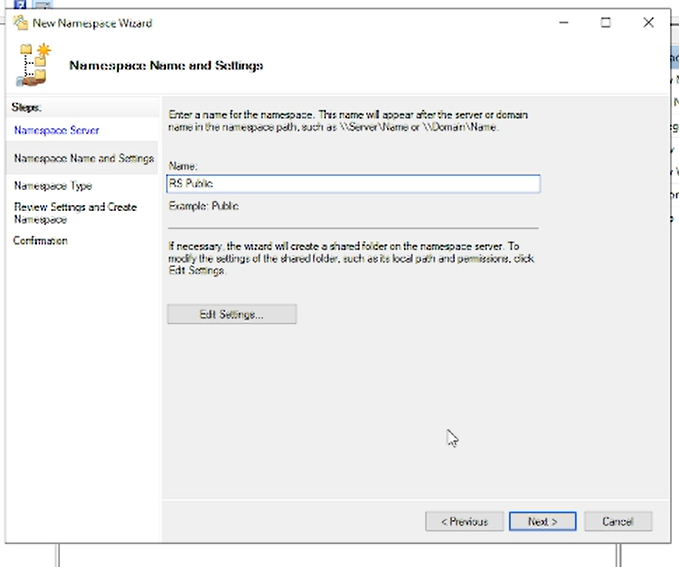 New Namespace Wizard
Namespace Name and Settings
Steps:
Namespace Server
Namespace Name and Settings
Namespace Type
Review Settings and Create
Namespace
Confirmation
Enter a name for the namespace. This name will appear after the server or domain
name in the namespace path, such as \\Server\Name or \\Domain\Name.
Name:
RS Public
Example: Public
If necessary, the wizard will create a shared folder on the namespace server. To
modify the settings of the shared folder, such as its local path and permissions, click
Edit Settings.
Edit Settings...
< Previous
Next >
Cancel